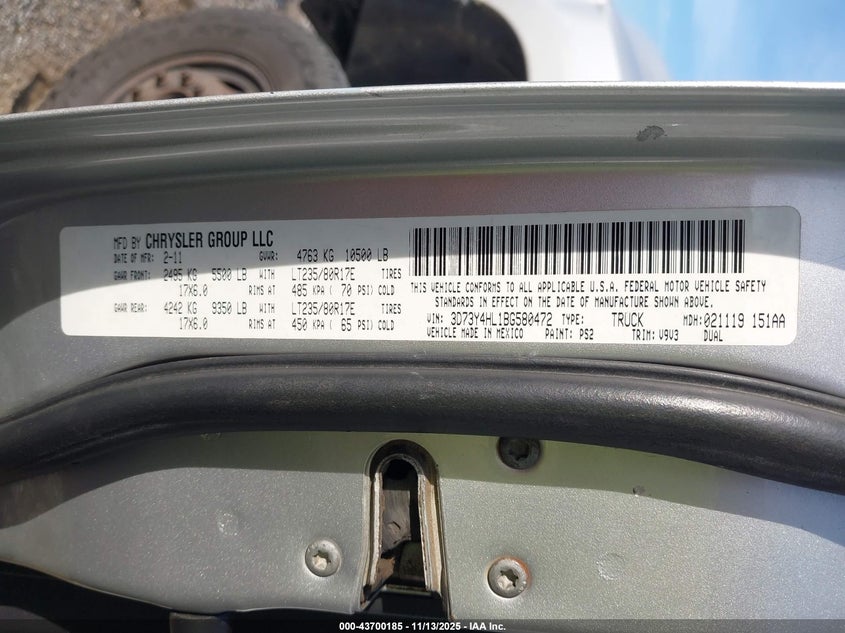 MFD BY CHRYSLER GROUP LLC
DATE OF MFR: 2-11 GVWR: 4763 KG 10500 LB
GAWR FRONT: 2495 KG 5500 LB WITH LT235/80R17E TIRES
17X6.0 RIMS AT 485 KPA ( 70 PSI) COLD
GAWR REAR: 4242 KG 9350 LB WITH LT235/80R17E TIRES
17X6.0 RIMS AT 450 KPA ( 65 PSI) COLD
THIS VEHICLE CONFORMS TO ALL APPLICABLE U.S.A. FEDERAL MOTOR VEHICLE SAFETY
STANDARDS IN EFFECT ON THE DATE OF MANUFACTURE SHOWN ABOVE.
VIN: 3D73Y4HL1BG580472 TYPE: TRUCK MDH: 021119 151AA
VEHICLE MADE IN MEXICO PAINT: PS2 TRIM: V9V3 DUAL
000-43700185 - 11/13/2025 - IAA Inc.